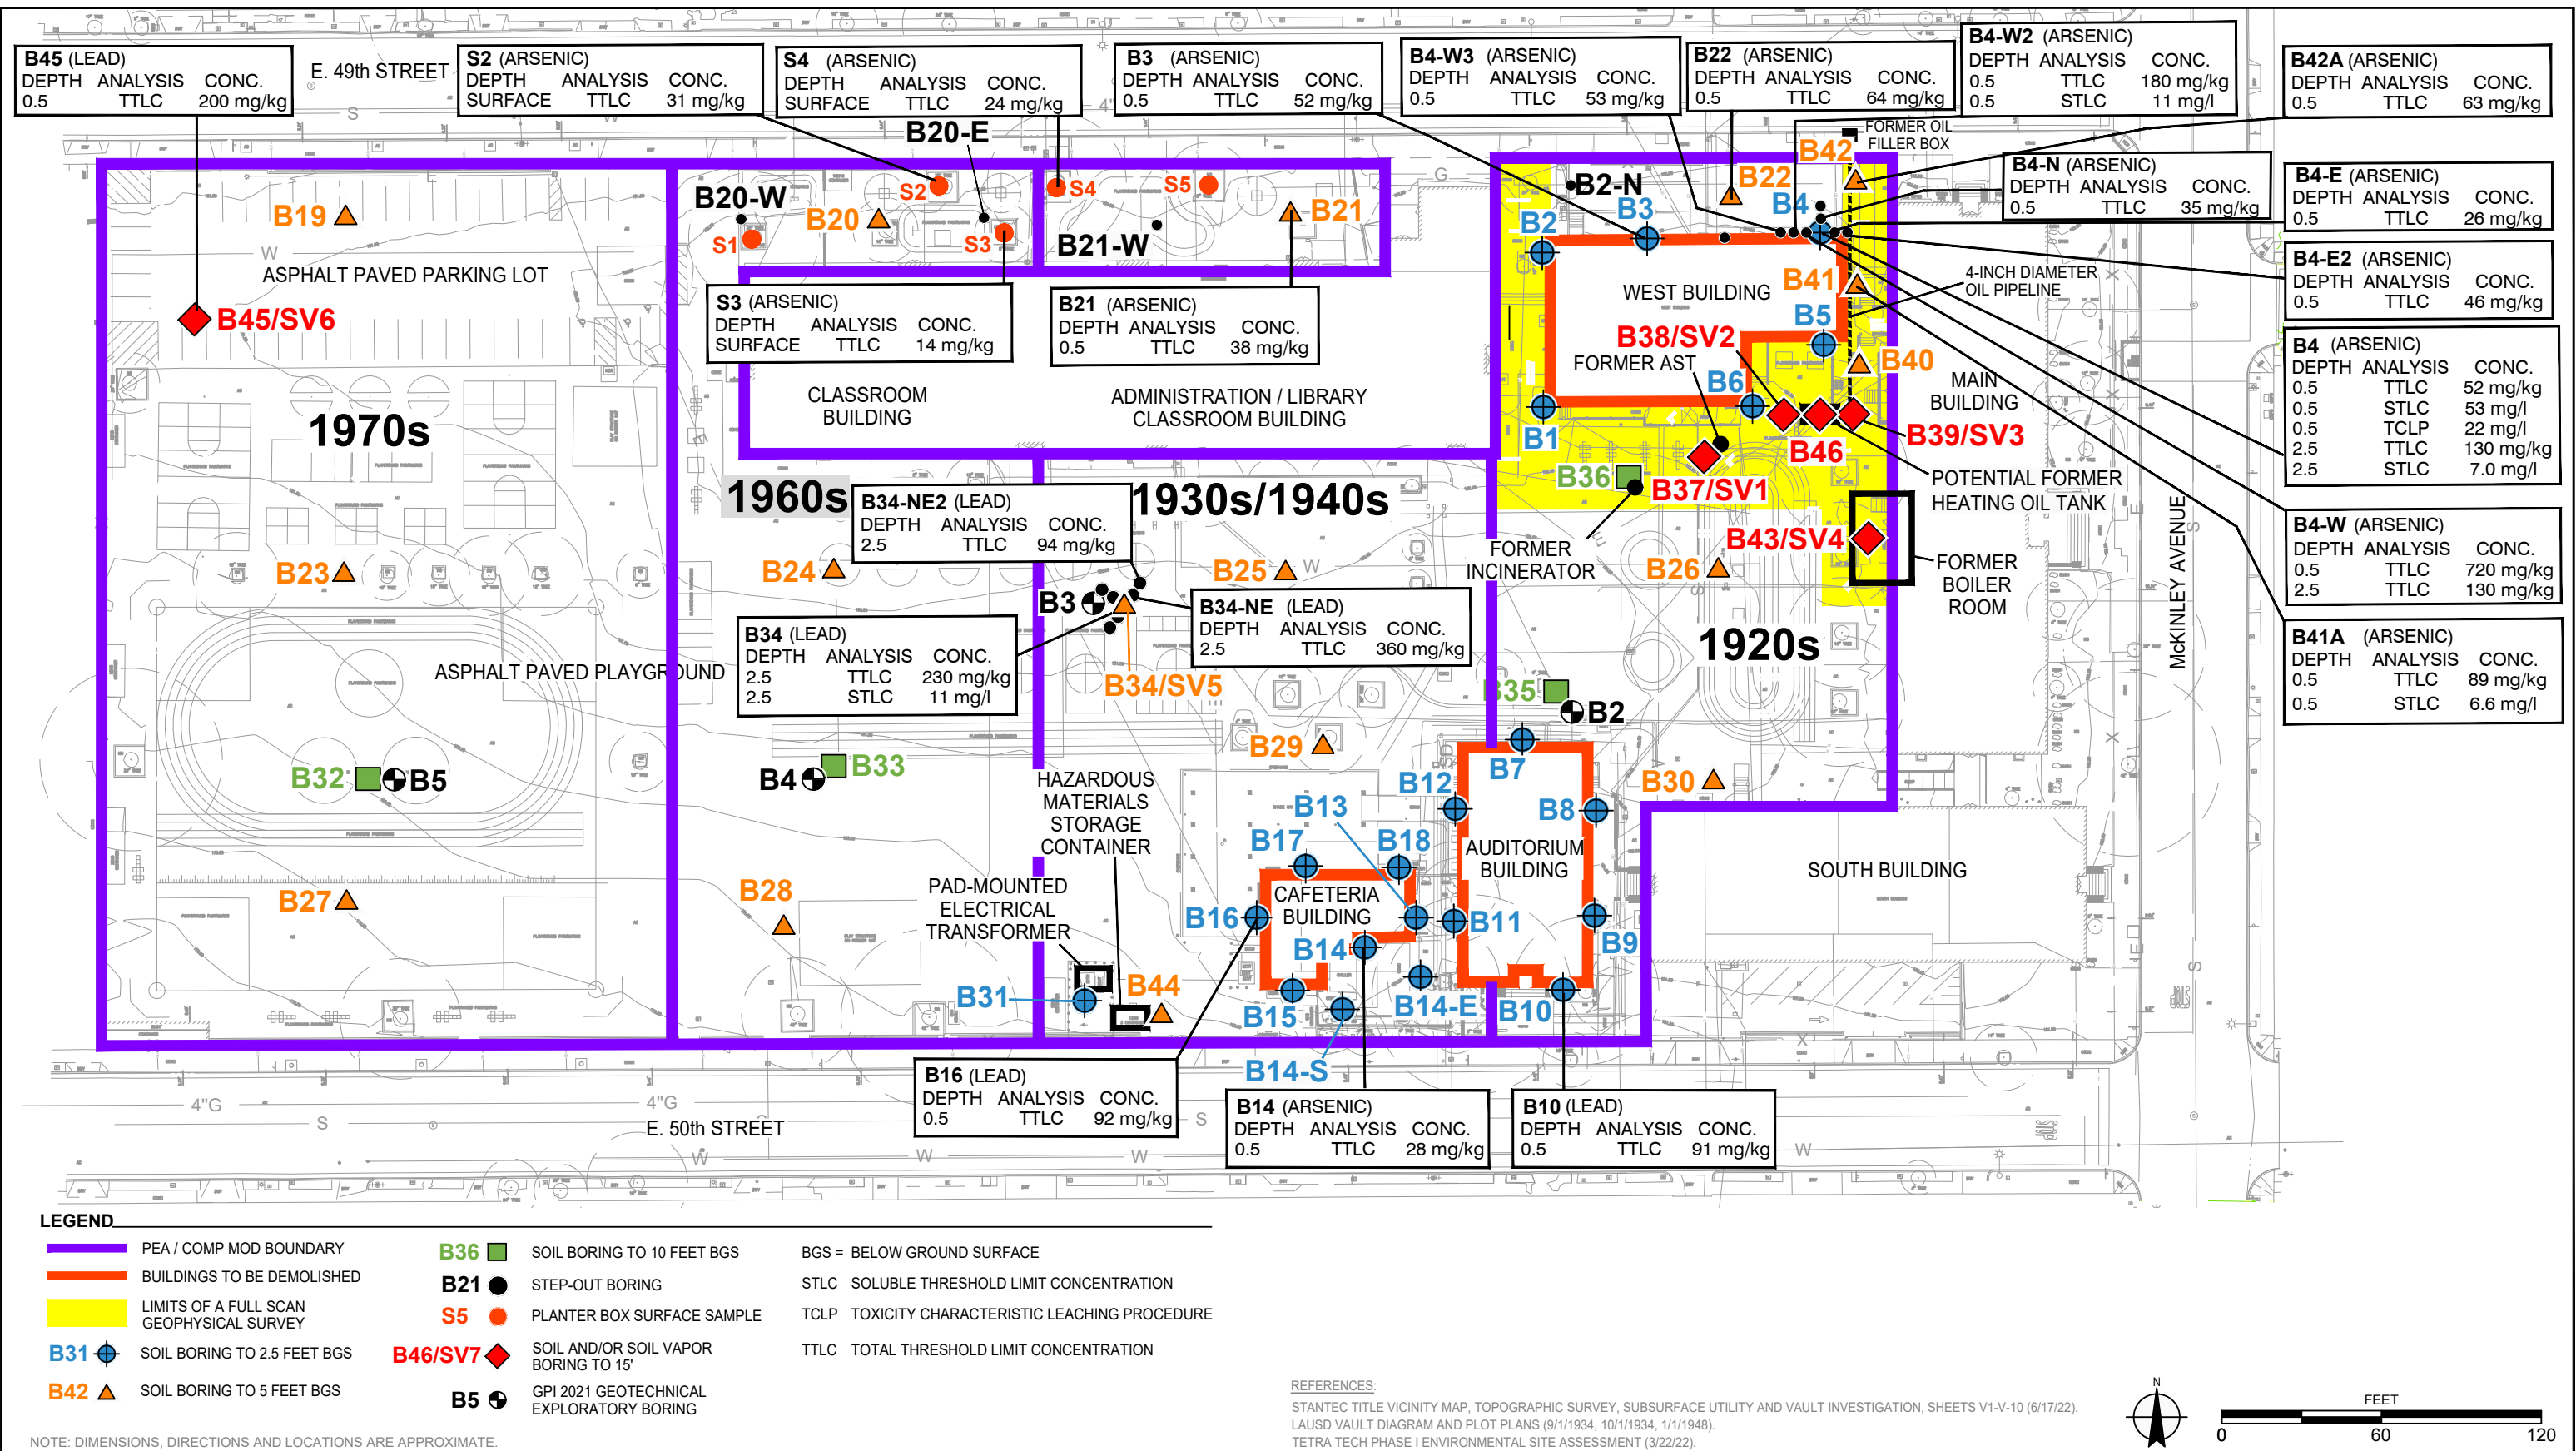 B45 (LEAD)
DEPTH ANALYSIS CONC.
0.5 TTLC 200 mg/kg
E. 49th STREET
S2 (ARSENIC)
DEPTH ANALYSIS CONC.
SURFACE TTLC 31 mg/kg
S4 (ARSENIC)
DEPTH ANALYSIS CONC.
SURFACE TTLC 24 mg/kg
B3 (ARSENIC)
DEPTH ANALYSIS CONC.
0.5 TTLC 52 mg/kg
B4-W3 (ARSENIC)
DEPTH ANALYSIS CONC.
0.5 TTLC 53 mg/kg
B22 (ARSENIC)
DEPTH ANALYSIS CONC.
0.5 TTLC 64 mg/kg
B4-W2 (ARSENIC)
DEPTH ANALYSIS CONC.
0.5 TTLC 180 mg/kg
0.5 STLC 11 mg/l
B42A (ARSENIC)
DEPTH ANALYSIS CONC.
0.5 TTLC 63 mg/kg
FORMER OIL
FILLER BOX
B4-N (ARSENIC)
DEPTH ANALYSIS CONC.
0.5 TTLC 35 mg/kg
B4-E (ARSENIC)
DEPTH ANALYSIS CONC.
0.5 TTLC 26 mg/kg
B4-E2 (ARSENIC)
DEPTH ANALYSIS CONC.
0.5 TTLC 46 mg/kg
B4 (ARSENIC)
DEPTH ANALYSIS CONC.
0.5 TTLC 52 mg/kg
0.5 STLC 53 mg/l
0.5 TCLP 22 mg/l
2.5 TTLC 130 mg/kg
2.5 STLC 7.0 mg/l
B4-W (ARSENIC)
DEPTH ANALYSIS CONC.
0.5 TTLC 720 mg/kg
2.5 TTLC 130 mg/kg
B41A (ARSENIC)
DEPTH ANALYSIS CONC.
0.5 TTLC 89 mg/kg
0.5 STLC 6.6 mg/l
B19
ASPHALT PAVED PARKING LOT
B45/SV6
1970s
B23
ASPHALT PAVED PLAYGROUND
B32
B5
B27
B20-E
B20-W
S1
B20
S2
S3
S4
S5
B21-W
B21
S3 (ARSENIC)
DEPTH ANALYSIS CONC.
SURFACE TTLC 14 mg/kg
B21 (ARSENIC)
DEPTH ANALYSIS CONC.
0.5 TTLC 38 mg/kg
CLASSROOM
BUILDING
ADMINISTRATION / LIBRARY
CLASSROOM BUILDING
B2-N
B2
B3
B22
B42
B4
WEST BUILDING
B41
4-INCH DIAMETER
OIL PIPELINE
B5
B38/SV2
FORMER AST
B6
B40
B1
MAIN
BUILDING
B39/SV3
B46
B36
B37/SV1
POTENTIAL FORMER
HEATING OIL TANK
B43/SV4
FORMER
INCINERATOR
FORMER
BOILER
ROOM
McKINLEY AVENUE
1960s
B34-NE2 (LEAD)
DEPTH ANALYSIS CONC.
2.5 TTLC 94 mg/kg
1930s/1940s
B24
B25
B26
B3
B34-NE (LEAD)
DEPTH ANALYSIS CONC.
2.5 TTLC 360 mg/kg
B34 (LEAD)
DEPTH ANALYSIS CONC.
2.5 TTLC 230 mg/kg
2.5 STLC 11 mg/l
B34/SV5
1920s
B35
B2
B29
B30
B4
B33
HAZARDOUS
MATERIALS
STORAGE
CONTAINER
B7
B12
B13
B8
B17
B18
AUDITORIUM
BUILDING
SOUTH BUILDING
CAFETERIA
BUILDING
B28
PAD-MOUNTED
ELECTRICAL
TRANSFORMER
B16
B11
B14
B9
B31
B44
B15
B14-E
B10
B14-S
B16 (LEAD)
DEPTH ANALYSIS CONC.
0.5 TTLC 92 mg/kg
B14 (ARSENIC)
DEPTH ANALYSIS CONC.
0.5 TTLC 28 mg/kg
B10 (LEAD)
DEPTH ANALYSIS CONC.
0.5 TTLC 91 mg/kg
4"G
4"G
E. 50th STREET
LEGEND
PEA / COMP MOD BOUNDARY
BUILDINGS TO BE DEMOLISHED
LIMITS OF A FULL SCAN
GEOPHYSICAL SURVEY
B31 SOIL BORING TO 2.5 FEET BGS
B42 SOIL BORING TO 5 FEET BGS
B36 SOIL BORING TO 10 FEET BGS
B21 STEP-OUT BORING
S5 PLANTER BOX SURFACE SAMPLE
B46/SV7 SOIL AND/OR SOIL VAPOR
BORING TO 15'
B5 GPI 2021 GEOTECHNICAL
EXPLORATORY BORING
BGS = BELOW GROUND SURFACE
STLC SOLUBLE THRESHOLD LIMIT CONCENTRATION
TCLP TOXICITY CHARACTERISTIC LEACHING PROCEDURE
TTLC TOTAL THRESHOLD LIMIT CONCENTRATION
NOTE: DIMENSIONS, DIRECTIONS AND LOCATIONS ARE APPROXIMATE.
REFERENCES:
STANTEC TITLE VICINITY MAP, TOPOGRAPHIC SURVEY, SUBSURFACE UTILITY AND VAULT INVESTIGATION, SHEETS V1-V-10 (6/17/22).
LAUSD VAULT DIAGRAM AND PLOT PLANS (9/1/1934, 10/1/1934, 1/1/1948).
TETRA TECH PHASE I ENVIRONMENTAL SITE ASSESSMENT (3/22/22).
N
FEET
0 60 120